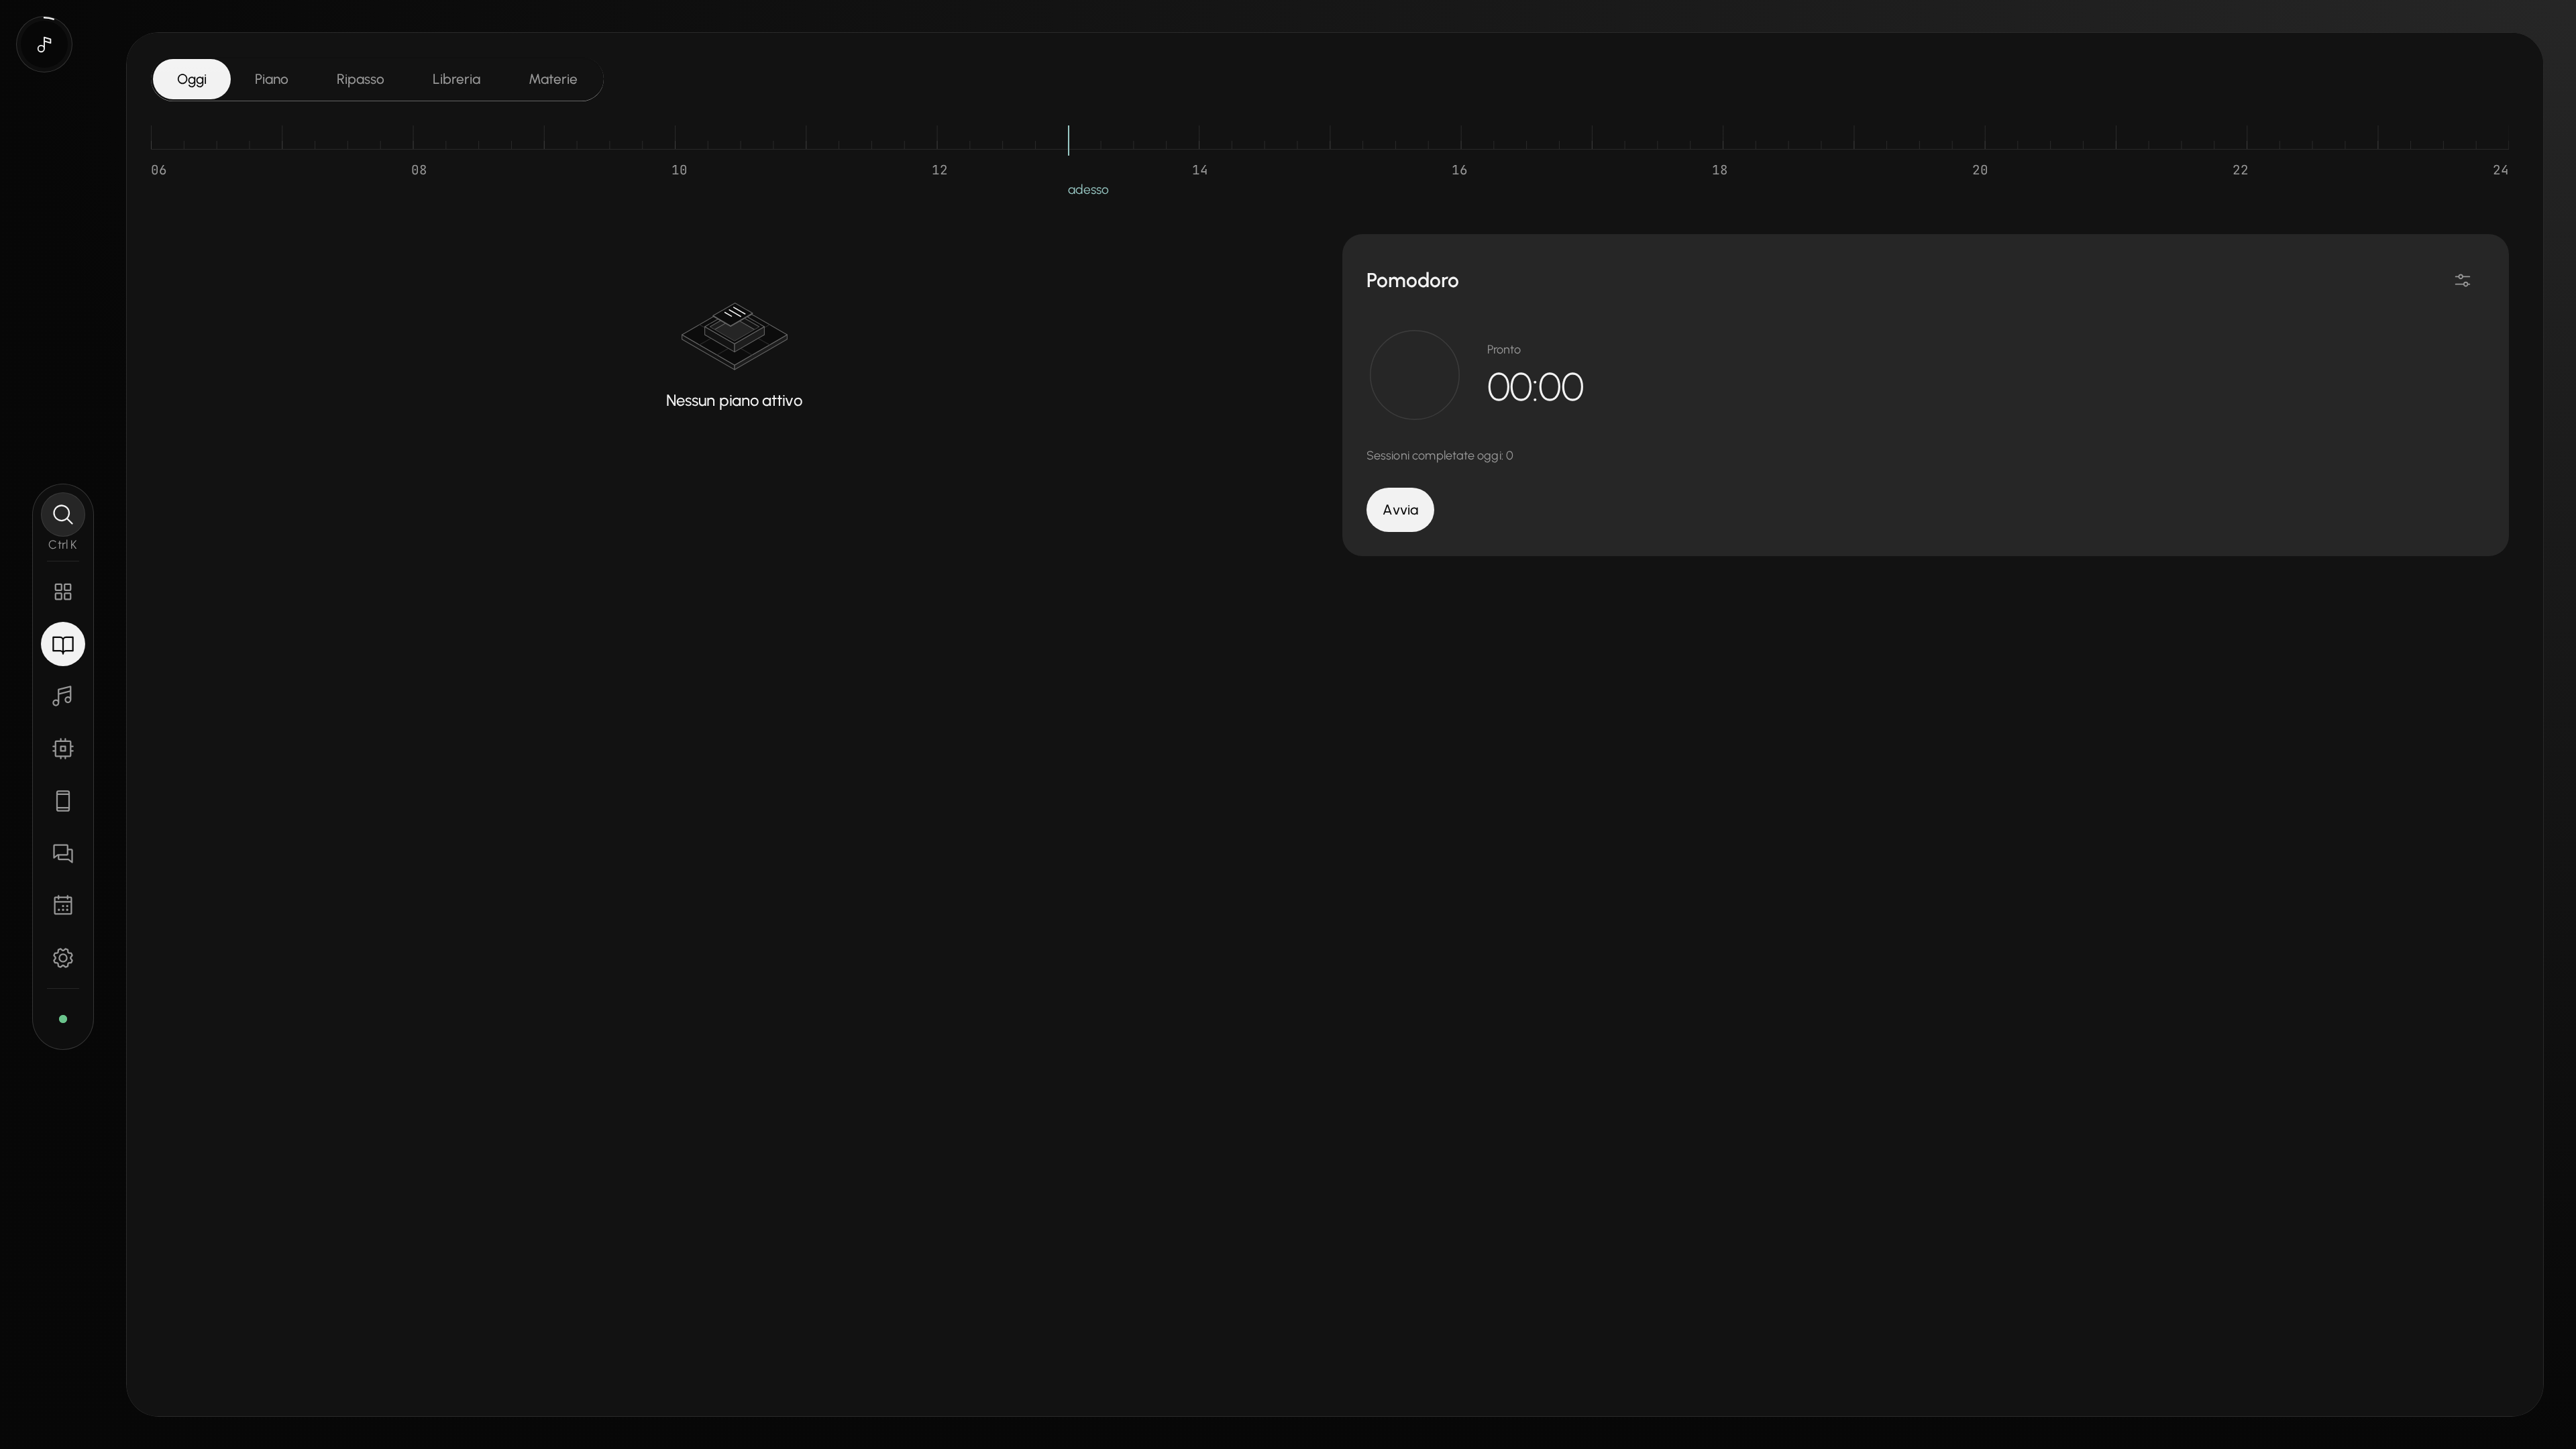 Oggi Piano Ripasso Libreria Materie
06 08 10 12 14 16 18 20 22 24
adesso
Nessun piano attivo
Pomodoro
Pronto
00:00
Sessioni completate oggi: 0
Avvia
Ctrl K